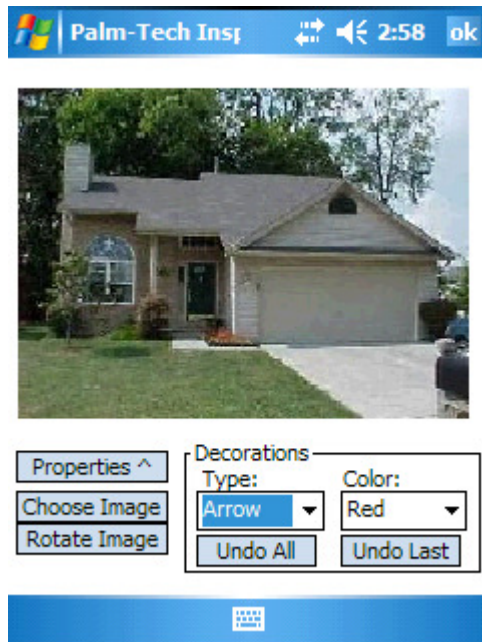 Palm-Tech Insp 2:58 ok
Properties ^
Choose Image
Rotate Image
Decorations
Type: Color:
Arrow Red
Undo All Undo Last